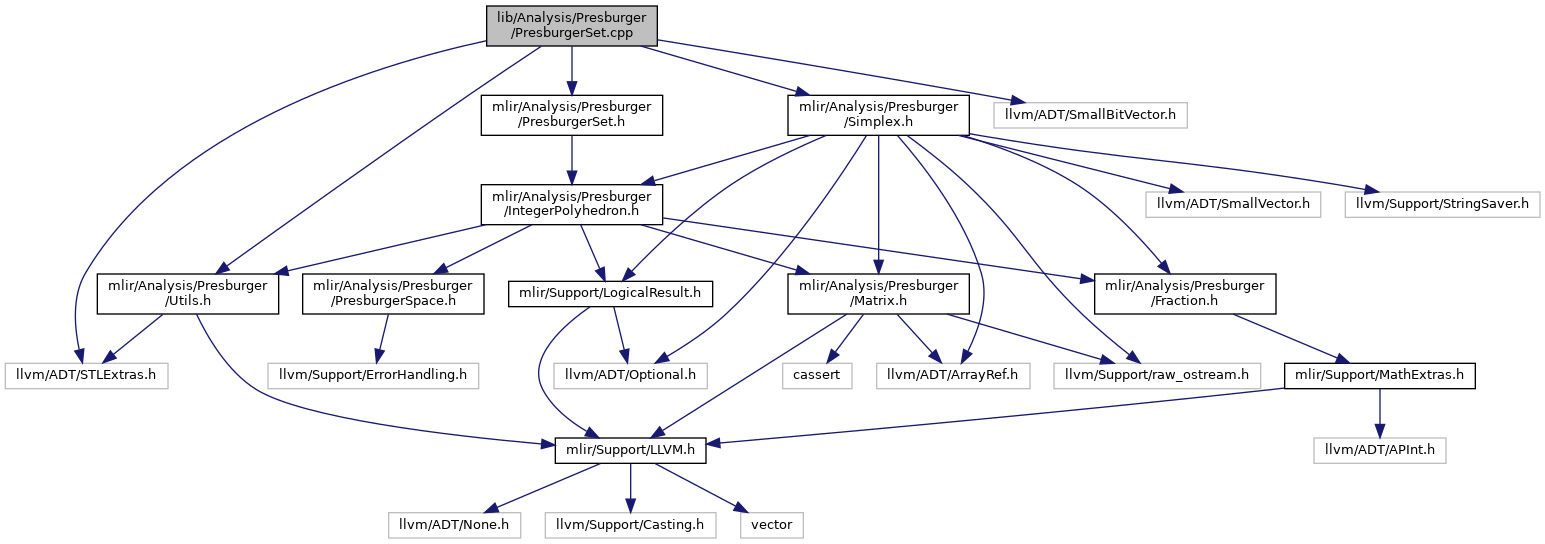 lib/Analysis/Presburger
/PresburgerSet.cpp
mlir/Analysis/Presburger
/PresburgerSet.h
mlir/Analysis/Presburger
/Simplex.h
llvm/ADT/SmallBitVector.h
mlir/Analysis/Presburger
/IntegerPolyhedron.h
llvm/ADT/SmallVector.h
llvm/Support/StringSaver.h
mlir/Analysis/Presburger
/Utils.h
mlir/Analysis/Presburger
/PresburgerSpace.h
mlir/Support/LogicalResult.h
mlir/Analysis/Presburger
/Matrix.h
mlir/Analysis/Presburger
/Fraction.h
llvm/ADT/STLExtras.h
llvm/Support/ErrorHandling.h
llvm/ADT/Optional.h
cassert
llvm/ADT/ArrayRef.h
llvm/Support/raw_ostream.h
mlir/Support/MathExtras.h
mlir/Support/LLVM.h
llvm/ADT/APInt.h
llvm/ADT/None.h
llvm/Support/Casting.h
vector